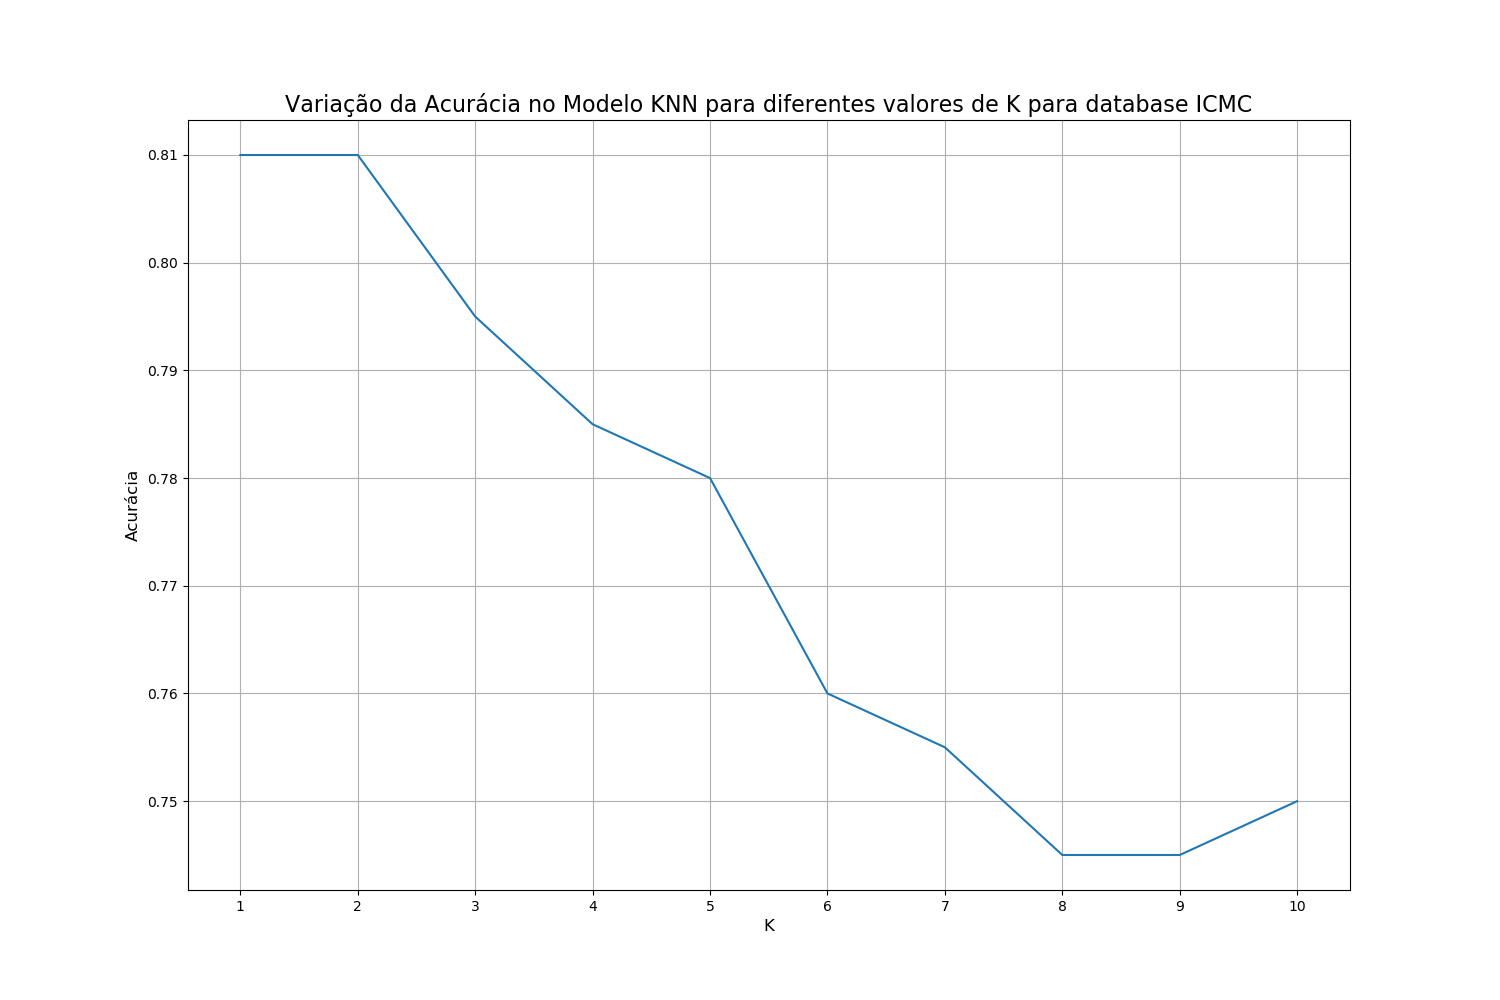 Variação da Acurácia no Modelo KNN para diferentes valores de K para database ICMC
0.81
0.80
0.79
0.78
0.77
0.76
0.75
Acurácia
1 2 3 4 5 6 7 8 9 10
K